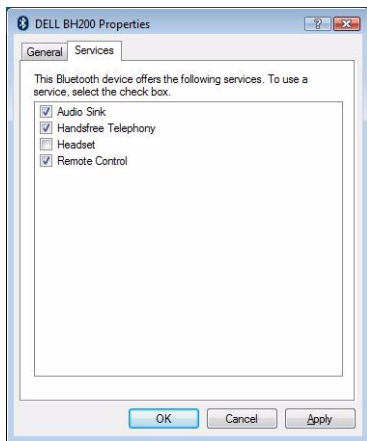 DELL BH200 Properties
General
Services
This Bluetooth device offers the following services. To use a
service, select the check box.
Audio Sink
Handsfree Telephony
Headset
Remote Control
OK
Cancel
Apply